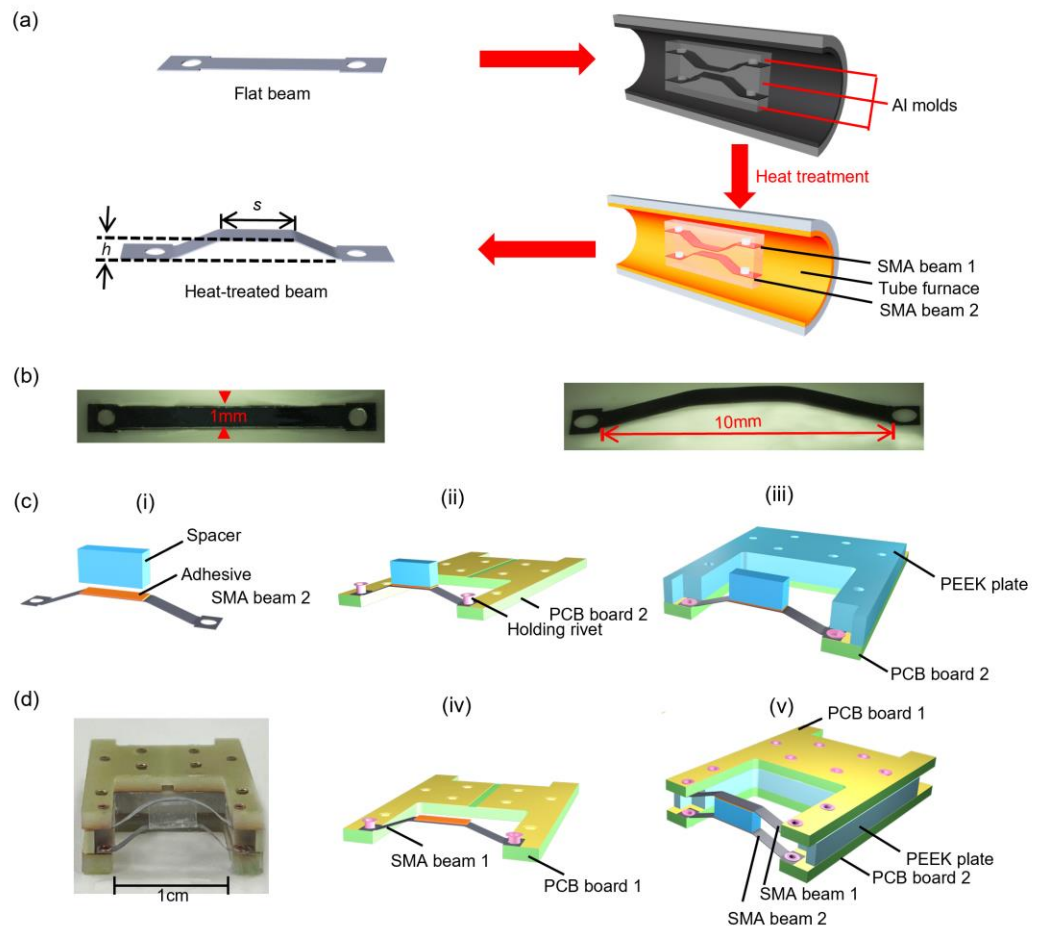 (a)
Flat beam
Al molds
Heat treatment
s
h
Heat-treated beam
SMA beam 1
Tube furnace
SMA beam 2
(b)
1mm
10mm
(c)
(i)
(ii)
(iii)
Spacer
Adhesive
SMA beam 2
PCB board 2
Holding rivet
PEEK plate
PCB board 2
(d)
1cm
(iv)
SMA beam 1
PCB board 1
(v)
PCB board 1
PEEK plate
PCB board 2
SMA beam 1
SMA beam 2